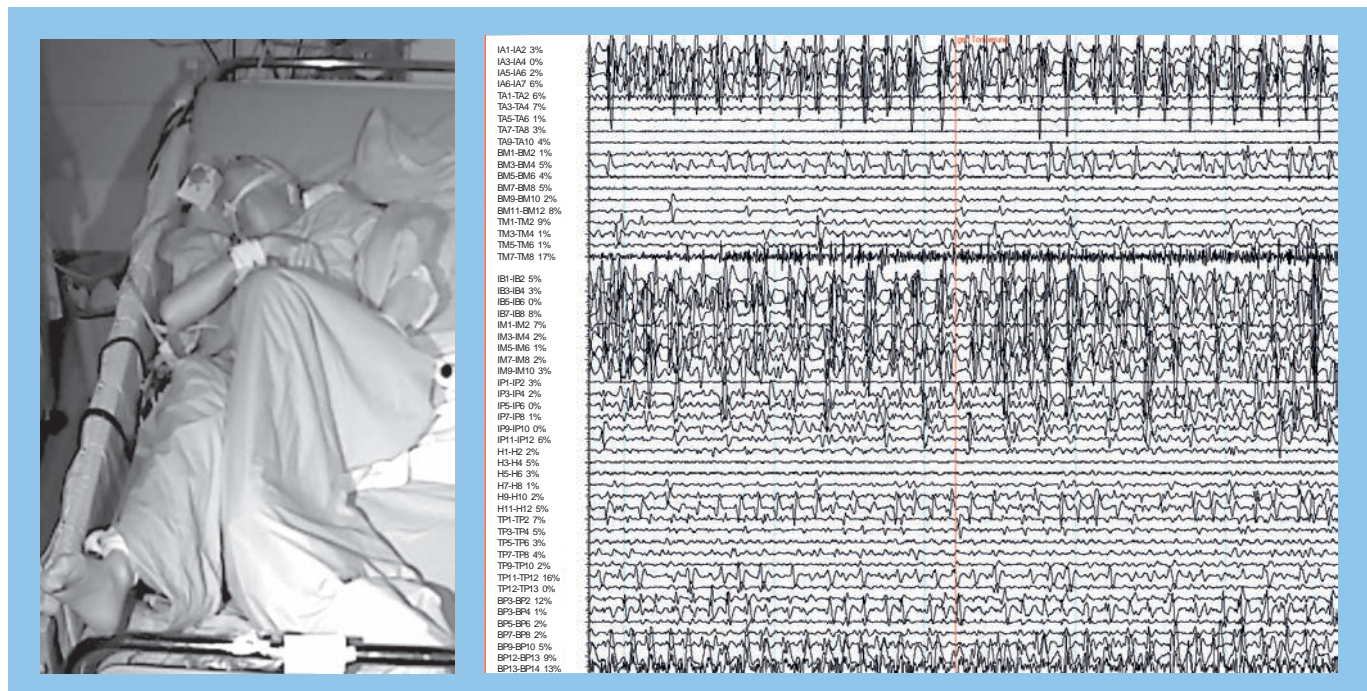 IA1-IA2 3%
IA3-IA4 0%
IA5-IA6 2%
IA6-IA7 6%
TA1-TA2 6%
TA3-TA4 7%
TA5-TA6 1%
TA7-TA8 3%
TA9-TA10 4%
BM1-BM2 1%
BM3-BM4 5%
BM5-BM6 4%
BM7-BM8 5%
BM9-BM10 2%
BM11-BM12 8%
TM1-TM2 9%
TM3-TM4 1%
TM5-TM6 1%
TM7-TM8 17%
IB1-IB2 5%
IB3-IB4 3%
IB5-IB6 0%
IB7-IB8 8%
IM1-IM2 7%
IM3-IM4 2%
IM5-IM6 1%
IM7-IM8 2%
IM9-IM10 3%
IP1-IP2 3%
IP3-IP4 2%
IP5-IP6 0%
IP7-IP8 1%
IP9-IP10 0%
IP11-IP12 6%
H1-H2 2%
H3-H4 5%
H5-H6 3%
H7-H8 1%
H9-H10 2%
H11-H12 5%
TP1-TP2 7%
TP3-TP4 5%
TP5-TP6 3%
TP7-TP8 4%
TP9-TP10 2%
TP11-TP12 16%
TP12-TP13 0%
BP3-BP2 12%
BP3-BP4 1%
BP5-BP6 2%
BP7-BP8 2%
BP9-BP10 5%
BP12-BP13 9%
BP13-BP14 13%